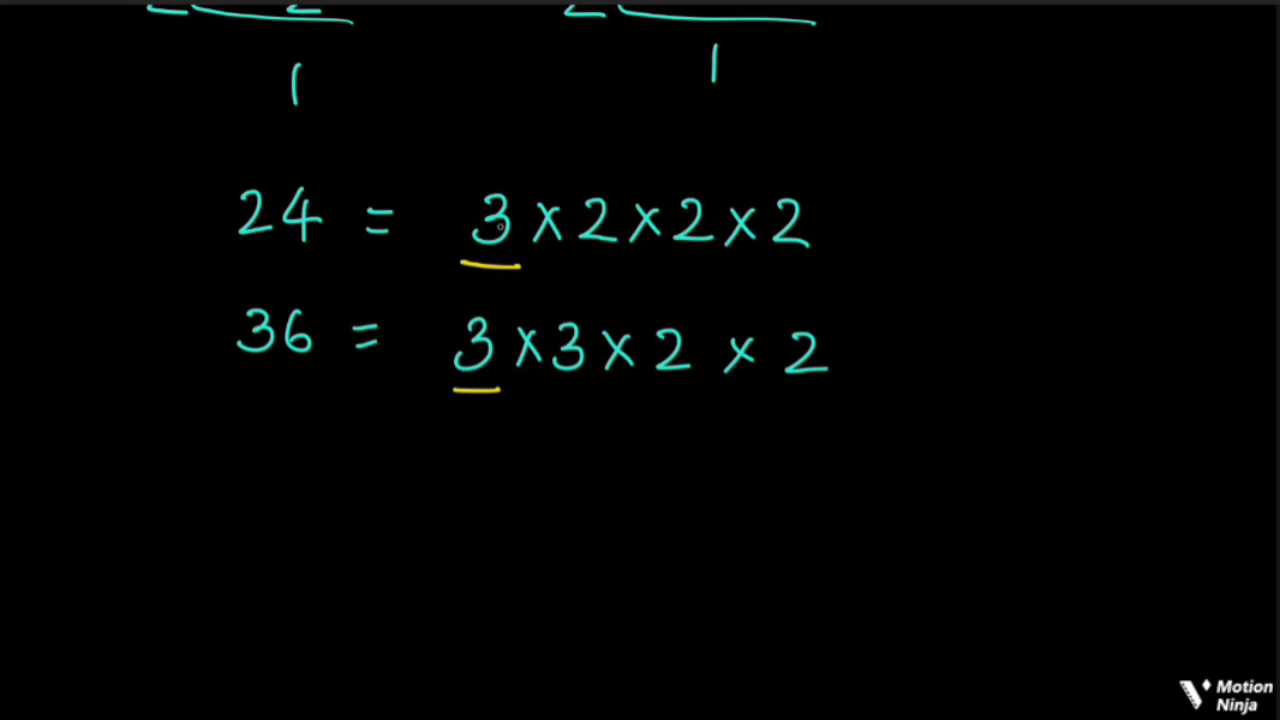 1 1
24 = 3 × 2 × 2 × 2
36 = 3 × 3 × 2 × 2
Motion
Ninja